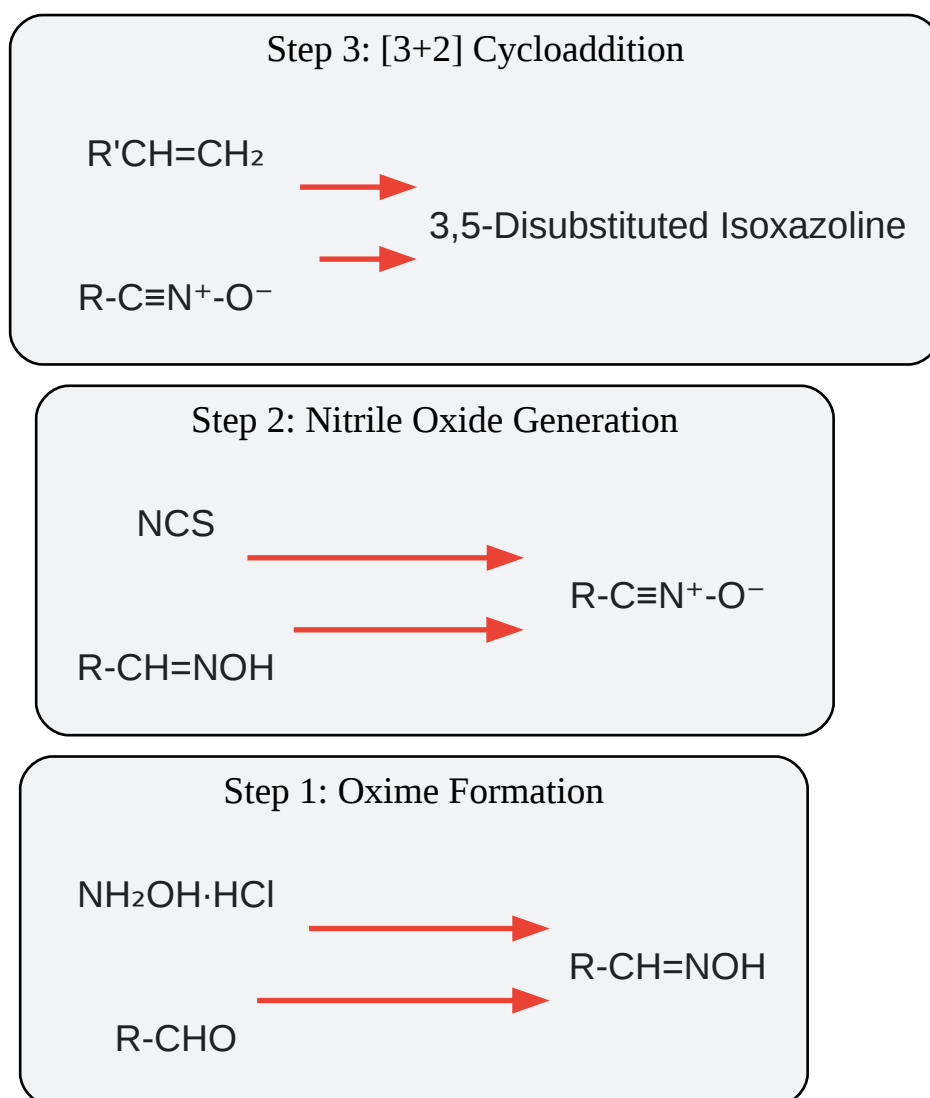 Step 3: [3+2] Cycloaddition
R'CH=CH₂
3,5-Disubstituted Isoxazoline
R-C≡N⁺-O⁻
Step 2: Nitrile Oxide Generation
NCS
R-C≡N⁺-O⁻
R-CH=NOH
Step 1: Oxime Formation
NH₂OH·HCl
R-CH=NOH
R-CHO